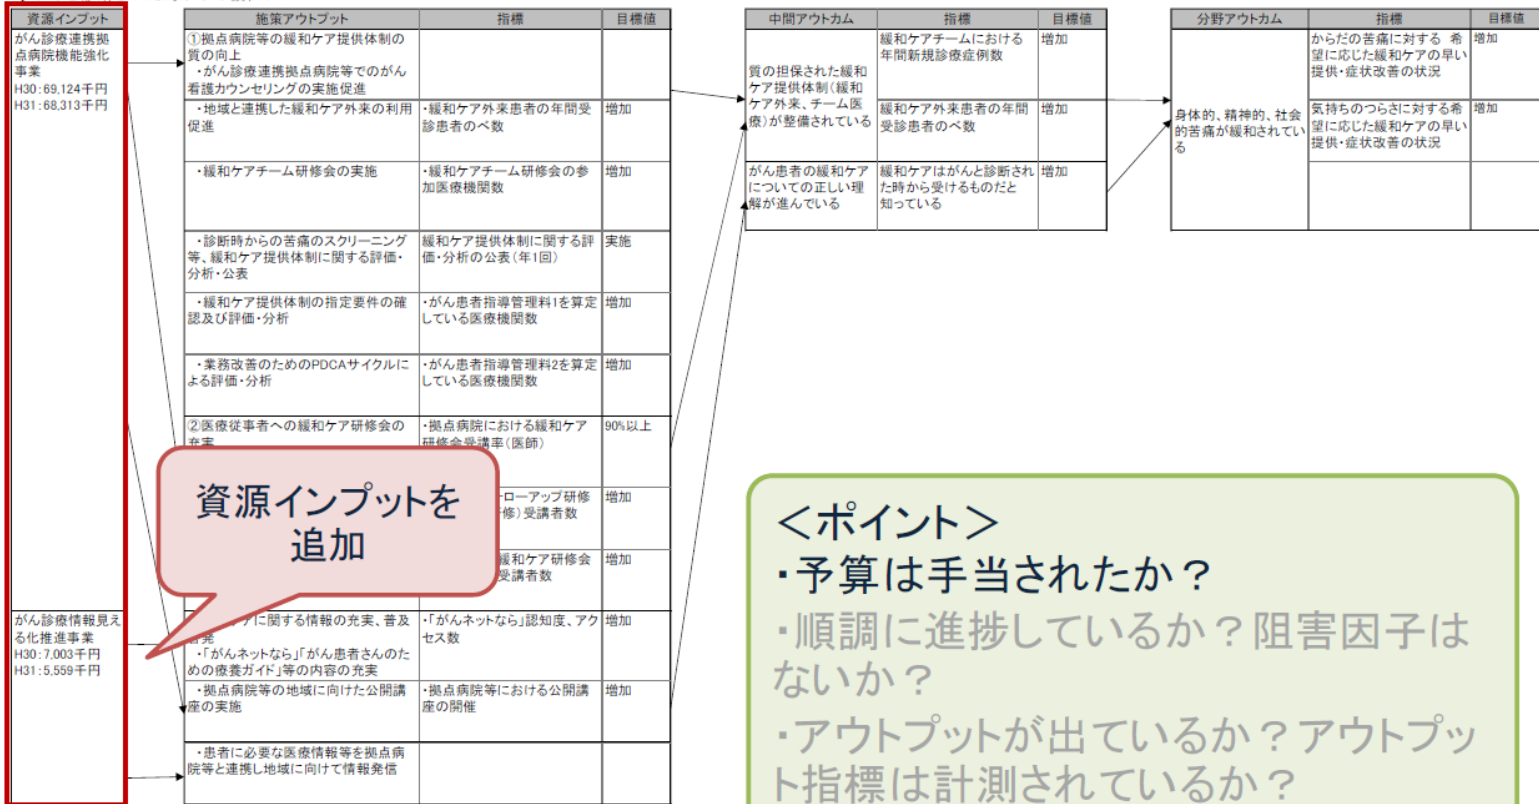 資源インプット
がん診療連携拠
点病院機能強化
事業
H30：69,124千円
H31：68,313千円
がん診療情報見え
る化推進事業
H30：7,003千円
H31：5,559千円
施策アウトプット
指標
目標値
①拠点病院等の緩和ケア提供体制の
質の向上
・がん診療連携拠点病院等でのがん
看護カウンセリングの実施促進
・地域と連携した緩和ケア外来の利用
促進
・緩和ケア外来患者の年間受
診患者のべ数
増加
・緩和ケアチーム研修会の実施
・緩和ケアチーム研修会の参
加医療機関数
増加
・診断時からの苦痛のスクリーニング
等、緩和ケア提供体制に関する評価・
分析・公表
緩和ケア提供体制に関する評
価・分析の公表（年1回）
実施
・緩和ケア提供体制の指定要件の確
認及び評価・分析
・がん患者指導管理料1を算定
している医療機関数
増加
・業務改善のためのPDCAサイクルに
よる評価・分析
・がん患者指導管理料2を算定
している医療機関数
増加
②医療従事者への緩和ケア研修会の
充実
・拠点病院における緩和ケア
研修会受講率（医師）
90%以上
ローアップ研修
修）受講者数
増加
緩和ケア研修会
受講者数
増加
アに関する情報の充実、普及
啓発
・「がんネットなら」「がん患者さんのた
めの療養ガイド」等の内容の充実
・「がんネットなら」認知度、アク
セス数
増加
・拠点病院等の地域に向けた公開講
座の実施
・拠点病院等における公開講
座の開催
増加
・患者に必要な医療情報等を拠点病
院等と連携し地域に向けて情報発信
資源インプットを
追加
中間アウトカム
指標
目標値
質の担保された緩和
ケア提供体制（緩和
ケア外来、チーム医
療）が整備されている
緩和ケアチームにおける
年間新規診療症例数
増加
緩和ケア外来患者の年間
受診患者のべ数
増加
がん患者の緩和ケア
についての正しい理
解が進んでいる
緩和ケアはがんと診断され
た時から受けるものだと
知っている
増加
分野アウトカム
指標
目標値
身体的、精神的、社会
的苦痛が緩和されてい
る
からだの苦痛に対する 希
望に応じた緩和ケアの早い
提供・症状改善の状況
増加
気持ちのつらさに対する希
望に応じた緩和ケアの早い
提供・症状改善の状況
増加
＜ポイント＞
・予算は手当されたか？
・順調に進捗しているか？阻害因子は
ないか？
・アウトプットが出ているか？アウトプッ
ト指標は計測されているか？